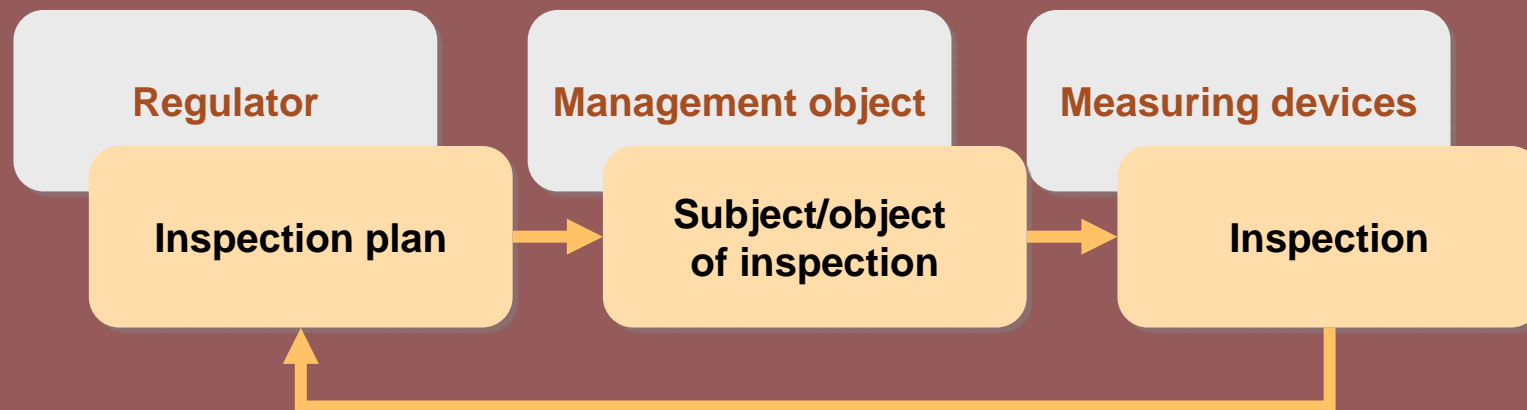 Regulator
Management object
Measuring devices
Inspection plan
Subject/object
of inspection
Inspection